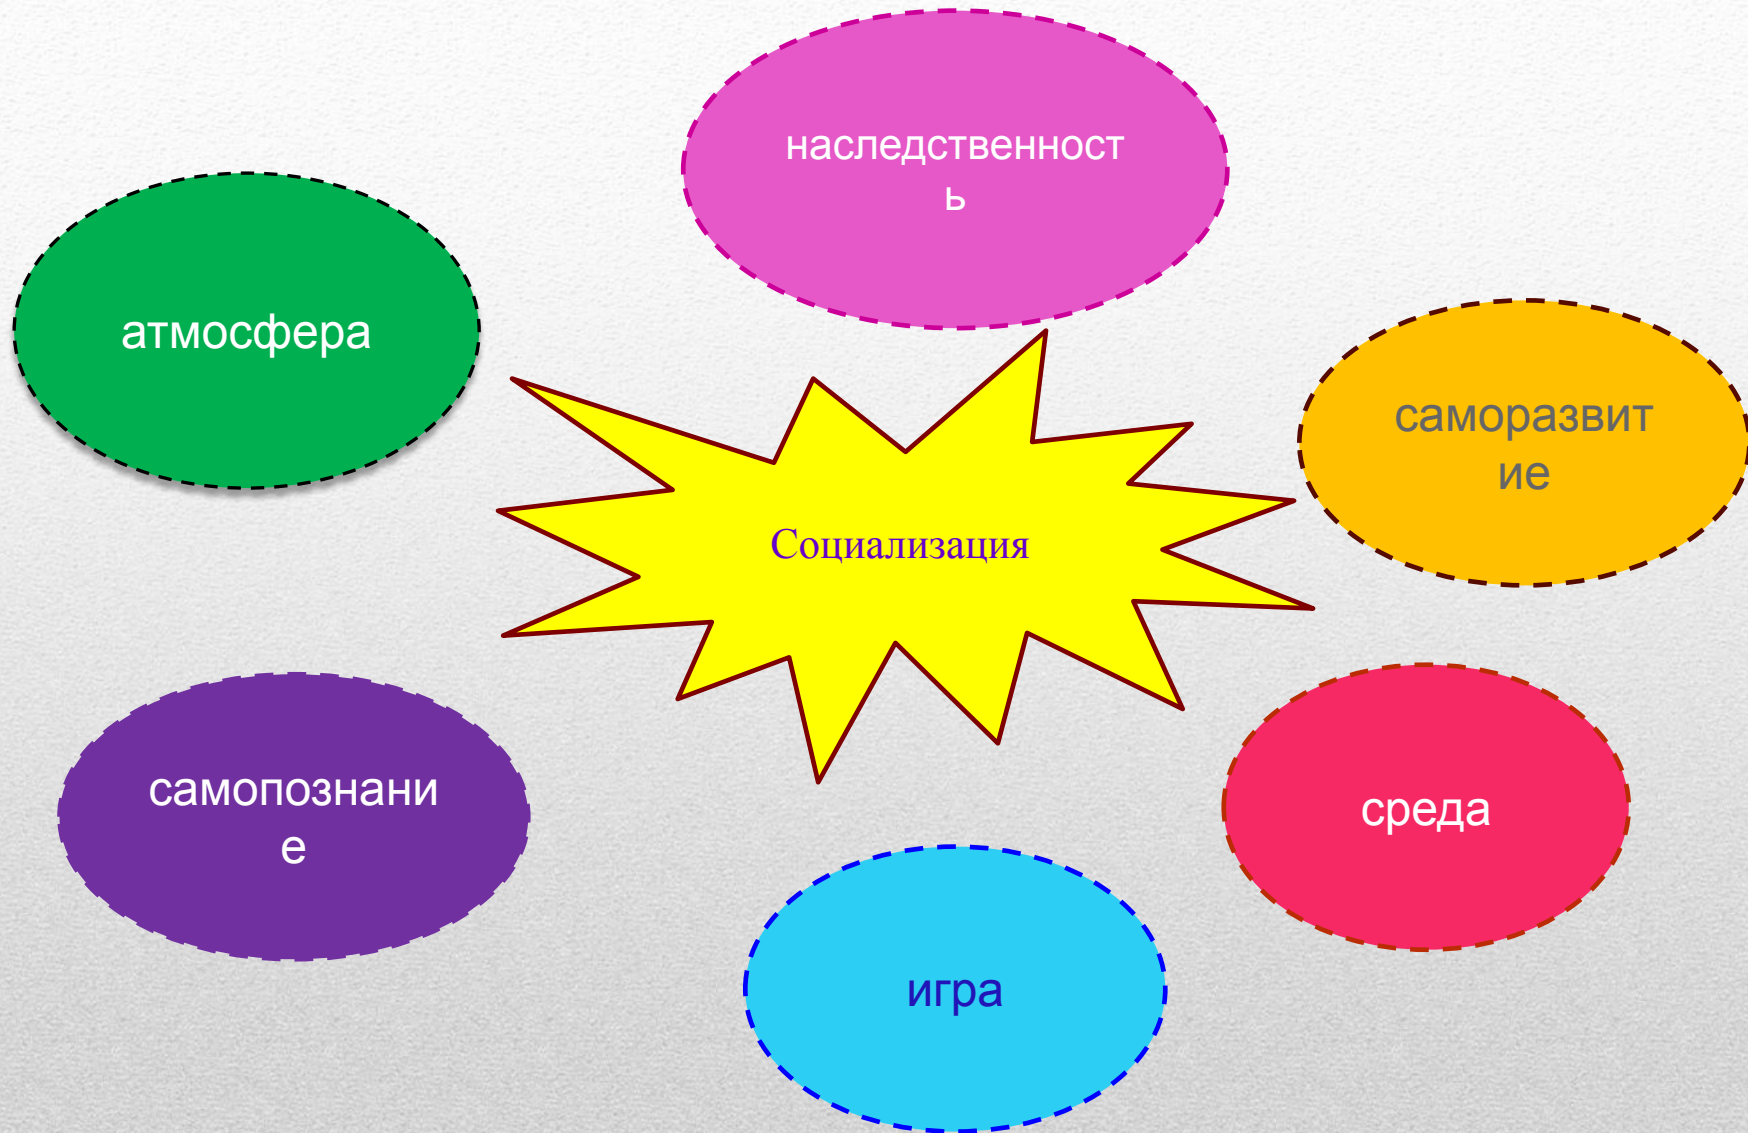 наследственност
ь
атмосфера
саморазвит
ие
Социализация
самопознани
е
среда
игра